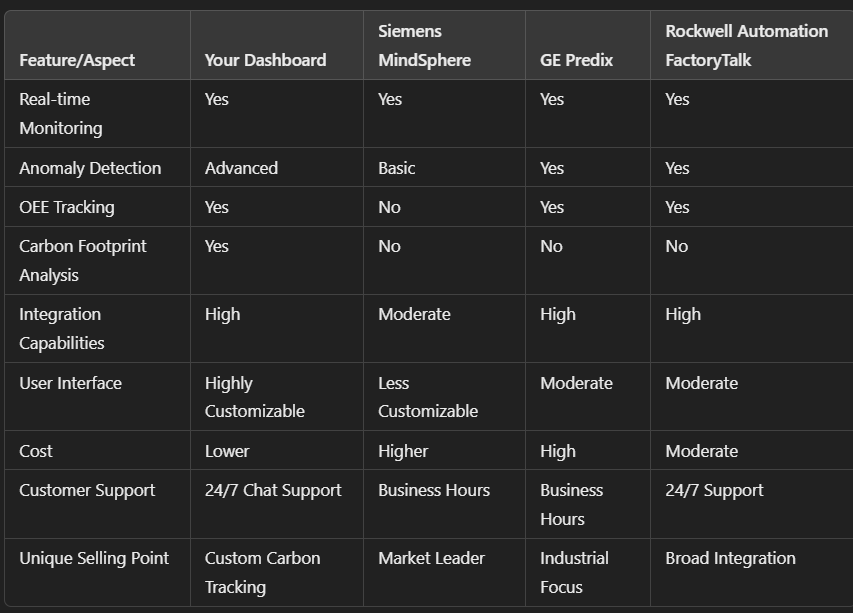 Feature/Aspect Your Dashboard Siemens MindSphere GE Predix Rockwell Automation FactoryTalk
Real-time Monitoring Yes Yes Yes Yes
Anomaly Detection Advanced Basic Yes Yes
OEE Tracking Yes No Yes Yes
Carbon Footprint Analysis Yes No No No
Integration Capabilities High Moderate High High
User Interface Highly Customizable Less Customizable Moderate Moderate
Cost Lower Higher High Moderate
Customer Support 24/7 Chat Support Business Hours Business Hours 24/7 Support
Unique Selling Point Custom Carbon Tracking Market Leader Industrial Focus Broad Integration